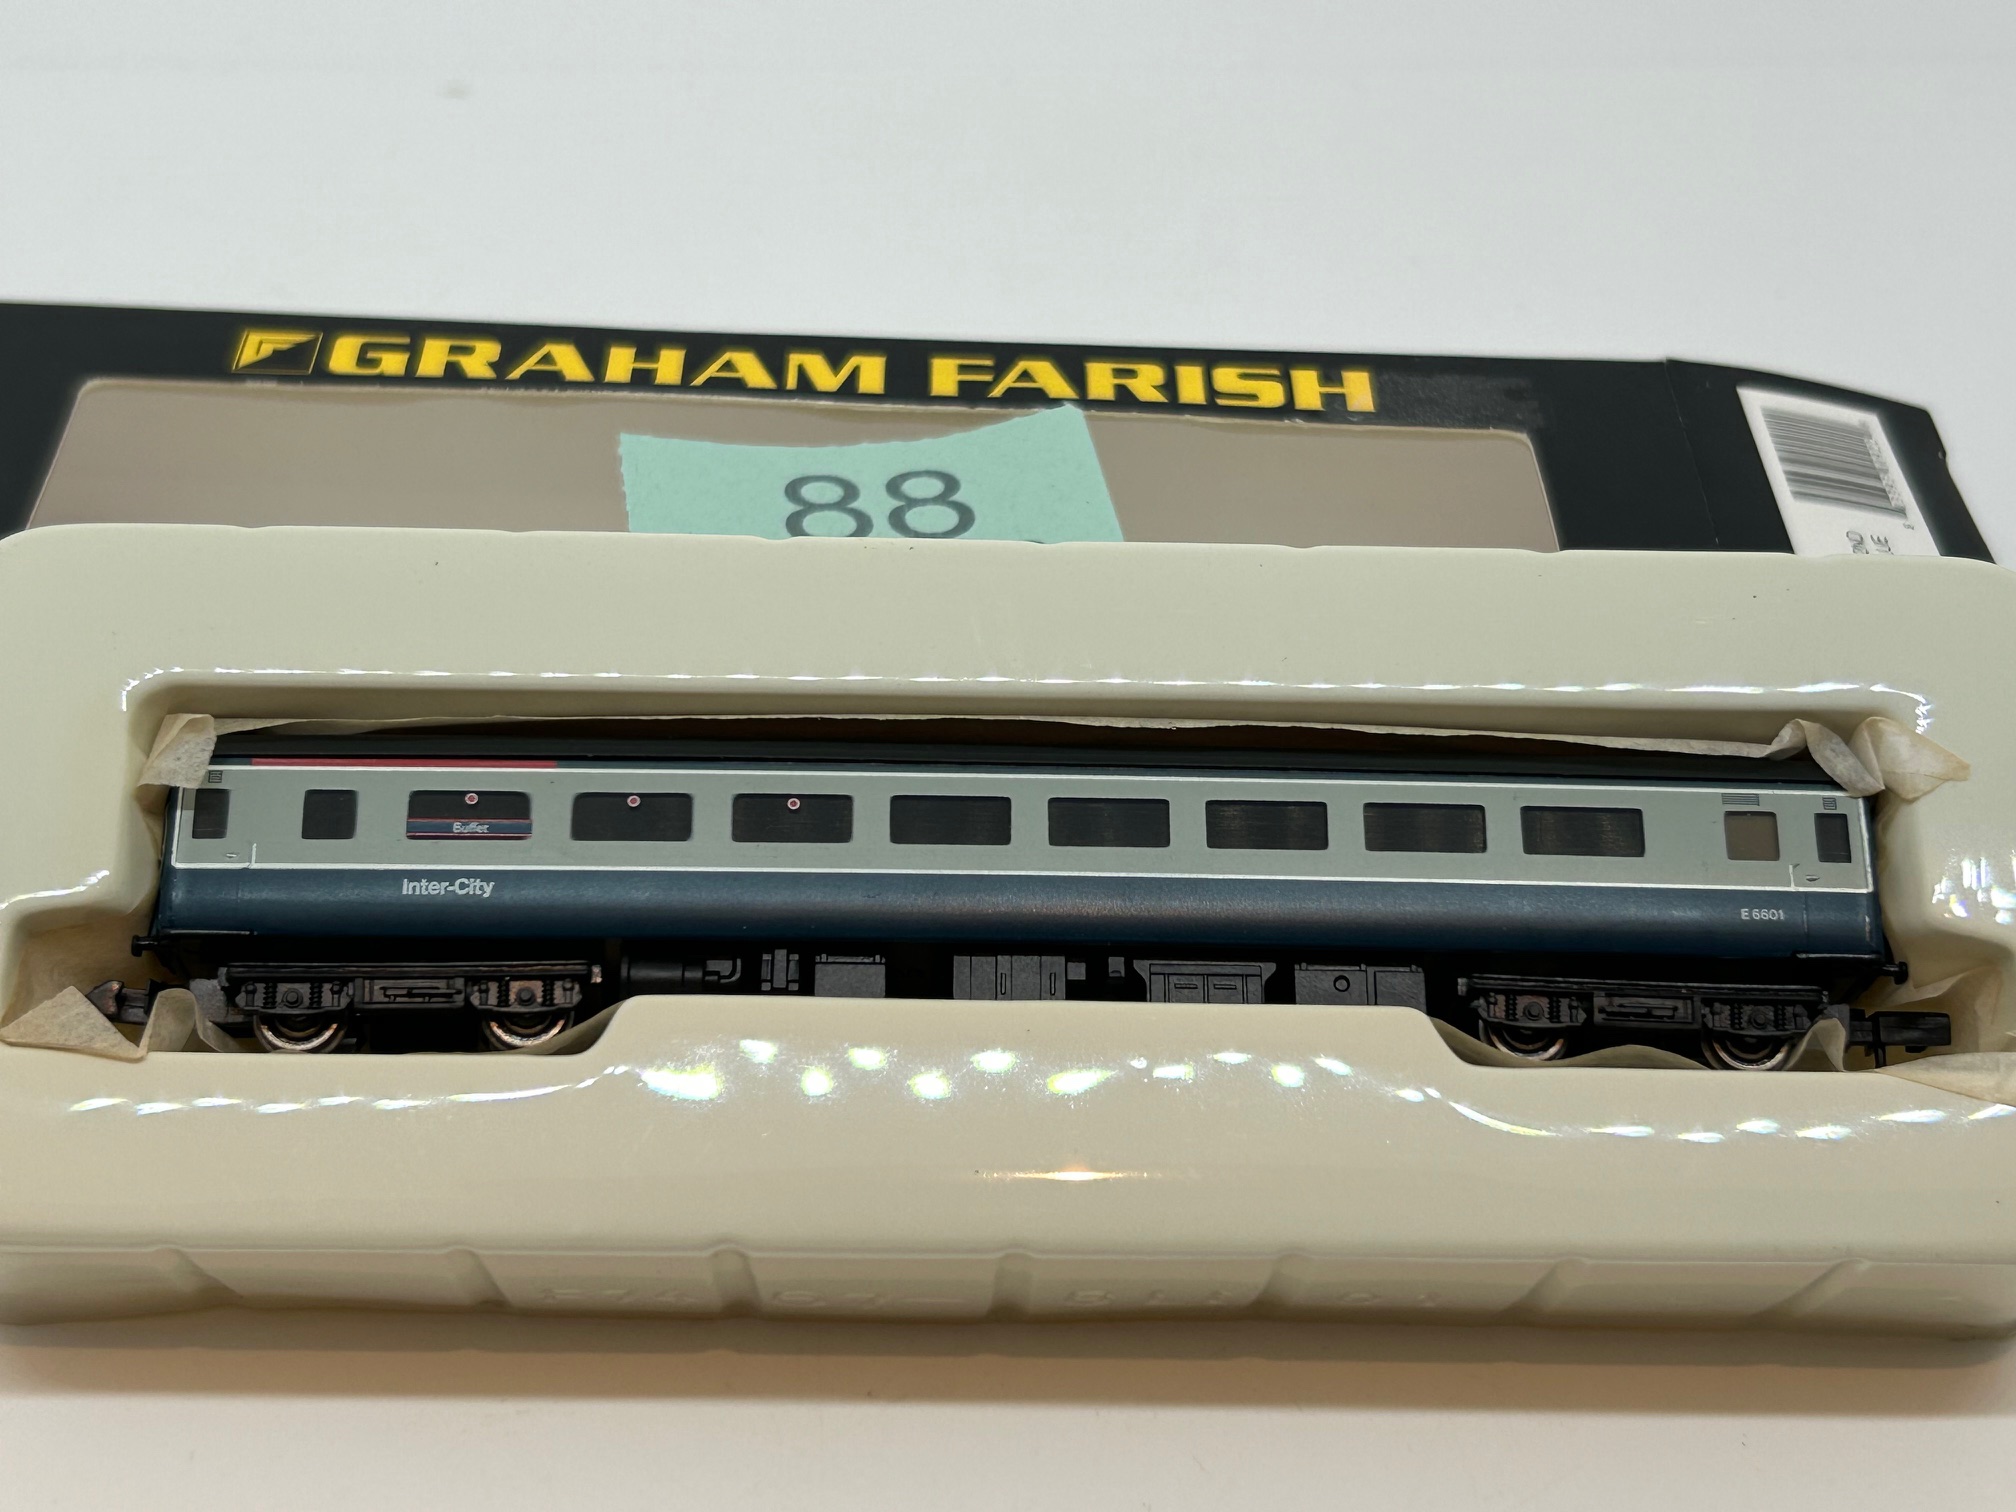 GRAHAM FARISH
88
Buffet
Inter-City
E 6601